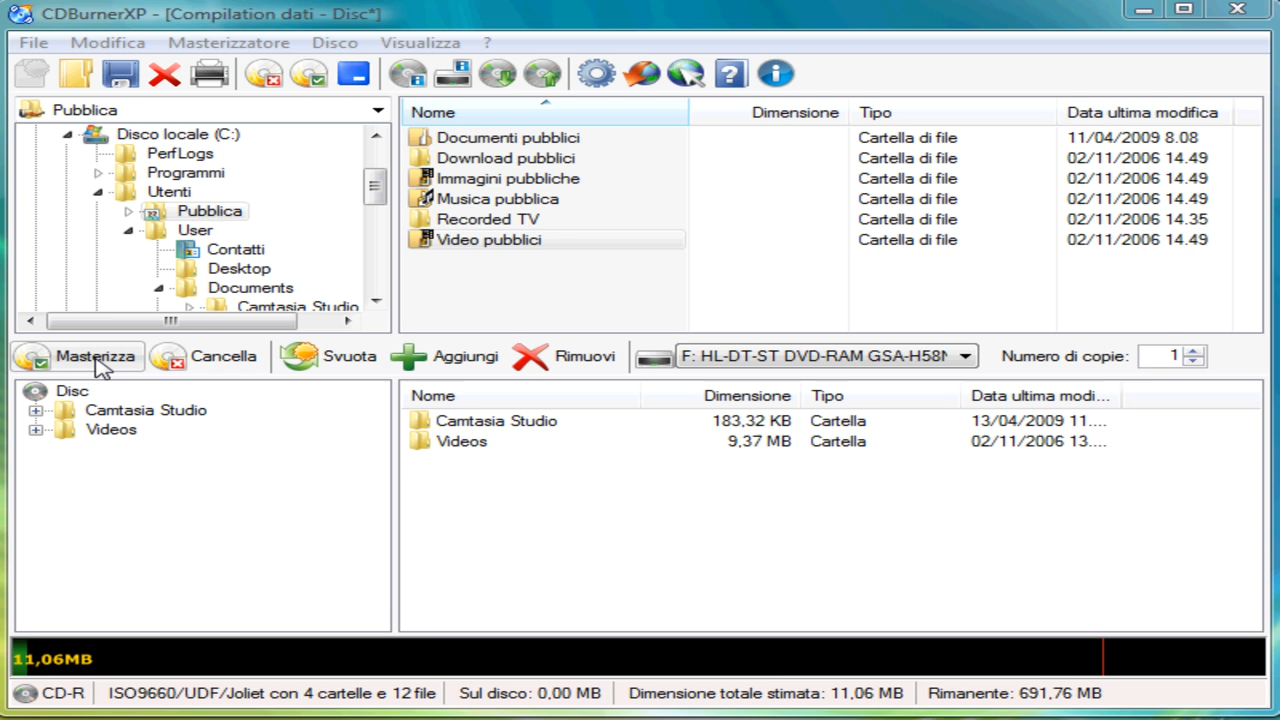 CDBurnerXP - [Compilation dati - Disc*]
File Modifica Masterizzatore Disco Visualizza ?
Pubblica
Disco locale (C:)
PerfLogs
Programmi
Utenti
Pubblica
User
Contatti
Desktop
Documents
Camtasia Studio
Nome Dimensione Tipo Data ultima modifica
Documenti pubblici Cartella di file 11/04/2009 8.08
Download pubblici Cartella di file 02/11/2006 14.49
Immagini pubbliche Cartella di file 02/11/2006 14.49
Musica pubblica Cartella di file 02/11/2006 14.49
Recorded TV Cartella di file 02/11/2006 14.35
Video pubblici Cartella di file 02/11/2006 14.49
Masterizza Cancella Svuota Aggiungi Rimuovi F: HL-DT-ST DVD-RAM GSA-H58N Numero di copie: 1
Disc
Camtasia Studio
Videos
Nome Dimensione Tipo Data ultima modi...
Camtasia Studio 183,32 KB Cartella 13/04/2009 11....
Videos 9,37 MB Cartella 02/11/2006 13....
11,06MB
CD-R ISO9660/UDF/Joliet con 4 cartelle e 12 file Sul disco: 0,00 MB Dimensione totale stimata: 11,06 MB Rimanente: 691,76 MB